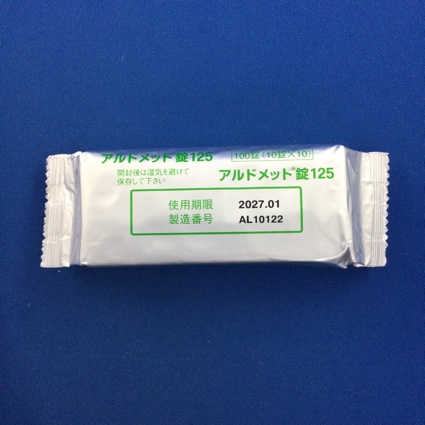 アルドメット®錠125
100錠(10錠×10)
開封後は湿気を避けて
保存して下さい
アルドメット®錠125
使用期限 2027.01
製造番号 AL10122